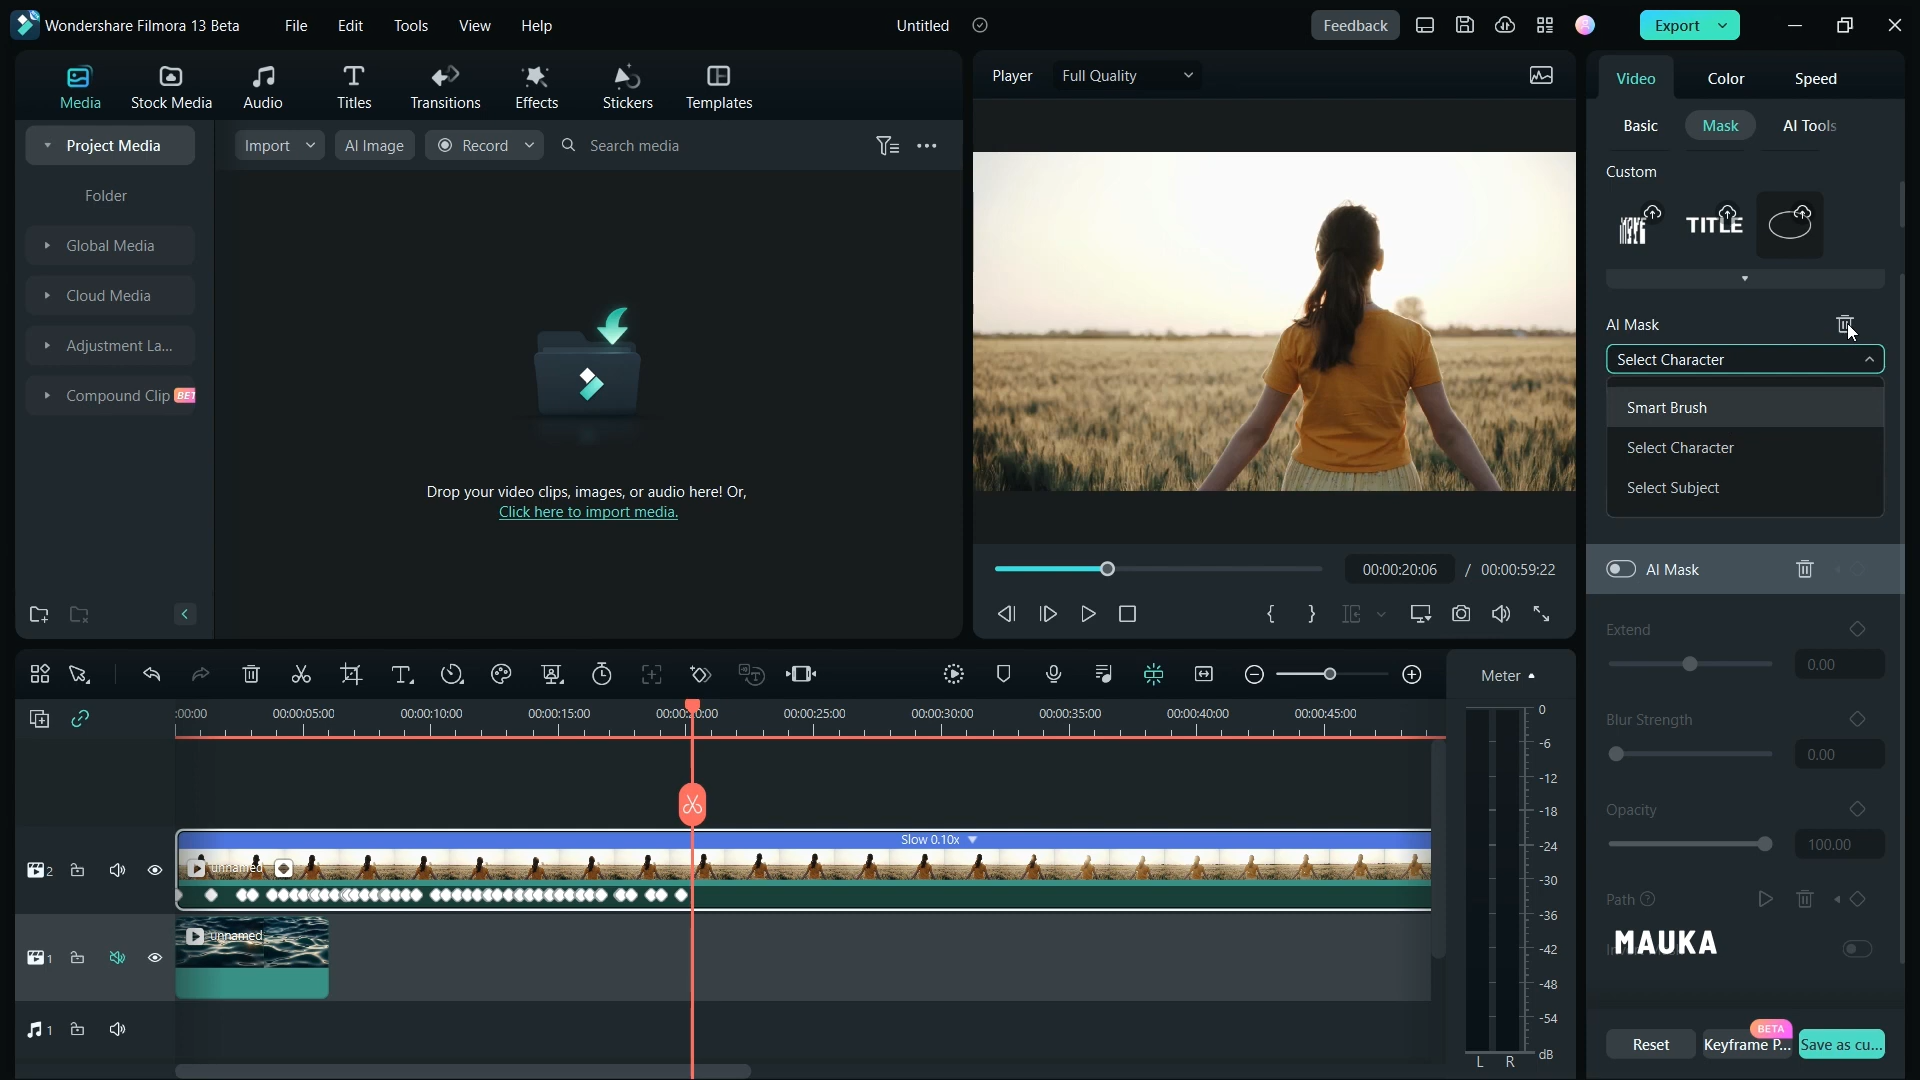 Wondershare Filmora 13 Beta
File
Edit
Tools
View
Help
Untitled
Feedback
Export
Media
Stock Media
Audio
Titles
Transitions
Effects
Stickers
Templates
Player
Full Quality
Video
Color
Speed
Project Media
Import
AI Image
Record
Search media
Basic
Mask
AI Tools
Folder
Global Media
Cloud Media
Adjustment La...
Compound Clip
BET
Drop your video clips, images, or audio here! Or,
Click here to import media.
Custom
TITLE
AI Mask
Select Character
Smart Brush
Select Character
Select Subject
AI Mask
00:00:20:06 / 00:00:59:22
Extend
0.00
Blur Strength
0.00
Opacity
100.00
Path
MAUKA
Reset
Keyframe P...
BETA
Save as cu...
Meter
:00:00
00:00:05:00
00:00:10:00
00:00:15:00
00:00:20:00
00:00:25:00
00:00:30:00
00:00:35:00
00:00:40:00
00:00:45:00
Slow 0.10x
2
unnamed
1
unnamed
1
0
-6
-12
-18
-24
-30
-36
-42
-48
-54
dB
L
R